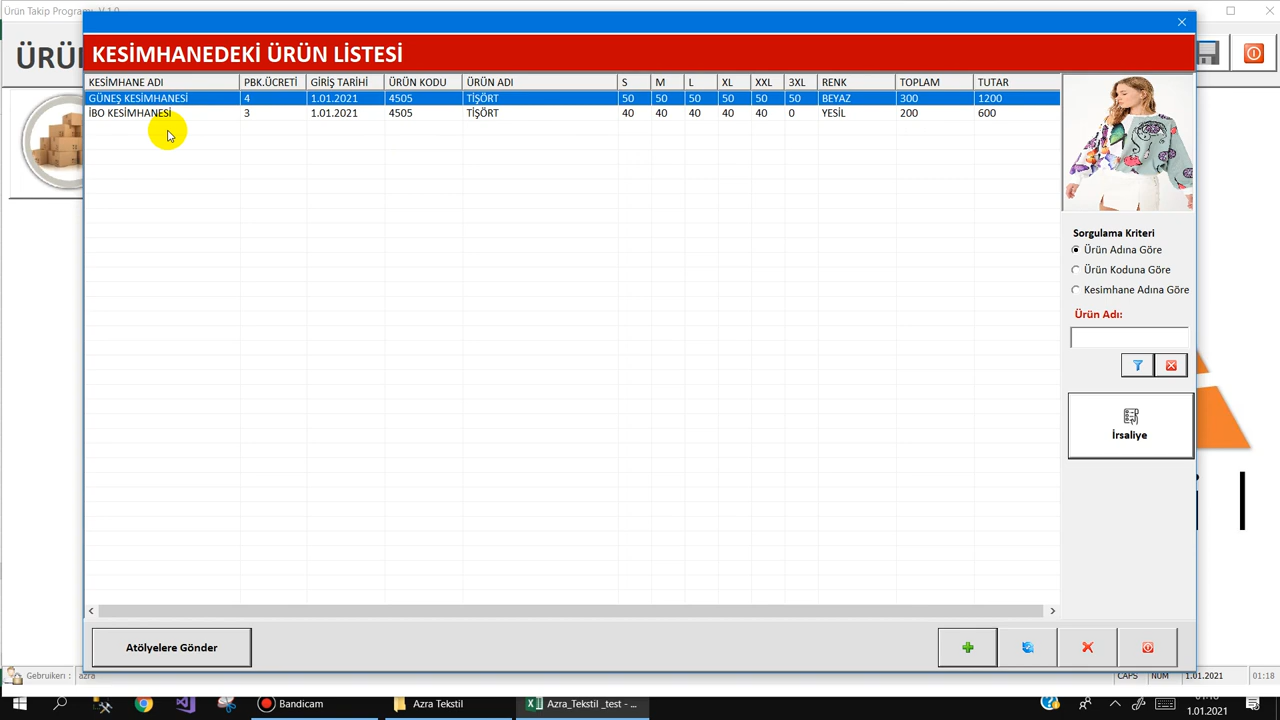 Ürün Takip Programı V.1.0
ÜRÜ
KESİMHANEDEKİ ÜRÜN LİSTESİ
KESİMHANE ADI PBK.ÜCRETİ GİRİŞ TARİHİ ÜRÜN KODU ÜRÜN ADI S M L XL XXL 3XL RENK TOPLAM TUTAR
GÜNEŞ KESİMHANESİ 4 1.01.2021 4505 TİŞÖRT 50 50 50 50 50 50 BEYAZ 300 1200
İBO KESİMHANESİ 3 1.01.2021 4505 TİŞÖRT 40 40 40 40 40 0 YESİL 200 600
Sorgulama Kriteri
Ürün Adına Göre
Ürün Koduna Göre
Kesimhane Adına Göre
Ürün Adı:
İrsaliye
Atölyelere Gönder
Gebruikerı : azra CAPS NUM 1.01.2021 01:18
Bandicam Azra Tekstil Azra_Tekstil _test - ... 01:18
1.01.2021